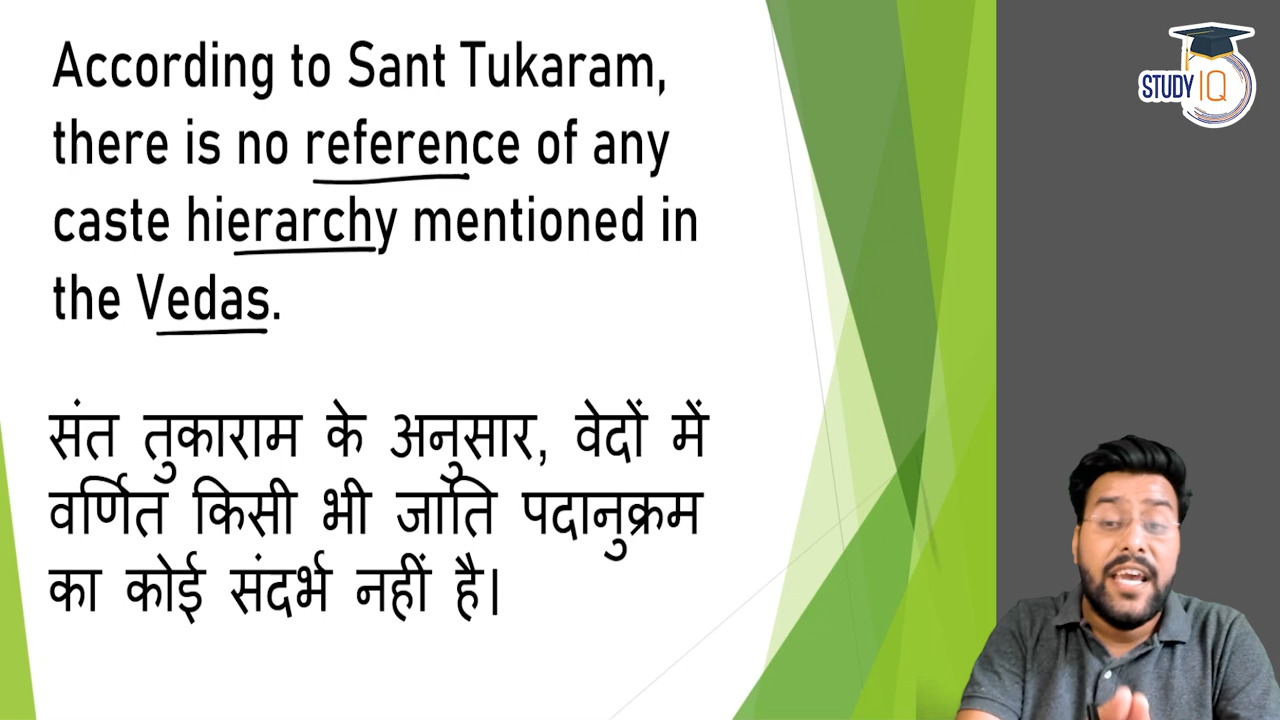 According to Sant Tukaram,
there is no reference of any
caste hierarchy mentioned in
the Vedas.
संत तुकाराम के अनुसार, वेदों में
वर्णित किसी भी जाति पदानुक्रम
का कोई संदर्भ नहीं है।
STUDY IQ